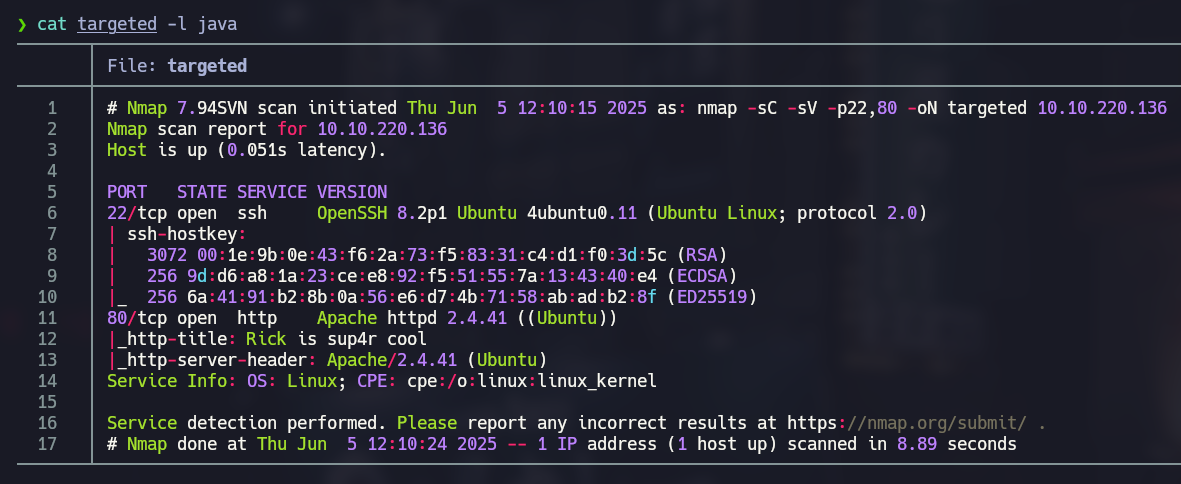 ❯ cat targeted -l java
File: targeted
1 # Nmap 7.94SVN scan initiated Thu Jun  5 12:10:15 2025 as: nmap -sC -sV -p22,80 -oN targeted 10.10.220.136
2 Nmap scan report for 10.10.220.136
3 Host is up (0.051s latency).
4
5 PORT   STATE SERVICE VERSION
6 22/tcp open  ssh     OpenSSH 8.2p1 Ubuntu 4ubuntu0.11 (Ubuntu Linux; protocol 2.0)
7 | ssh-hostkey:
8 |   3072 00:1e:9b:0e:43:f6:2a:73:f5:83:31:c4:d1:f0:3d:5c (RSA)
9 |   256 9d:d6:a8:1a:23:ce:e8:92:f5:51:55:7a:13:43:40:e4 (ECDSA)
10 |_  256 6a:41:91:b2:8b:0a:56:e6:d7:4b:71:58:ab:ad:b2:8f (ED25519)
11 80/tcp open  http    Apache httpd 2.4.41 ((Ubuntu))
12 |_http-title: Rick is sup4r cool
13 |_http-server-header: Apache/2.4.41 (Ubuntu)
14 Service Info: OS: Linux; CPE: cpe:/o:linux:linux_kernel
15
16 Service detection performed. Please report any incorrect results at https://nmap.org/submit/ .
17 # Nmap done at Thu Jun  5 12:10:24 2025 -- 1 IP address (1 host up) scanned in 8.89 seconds